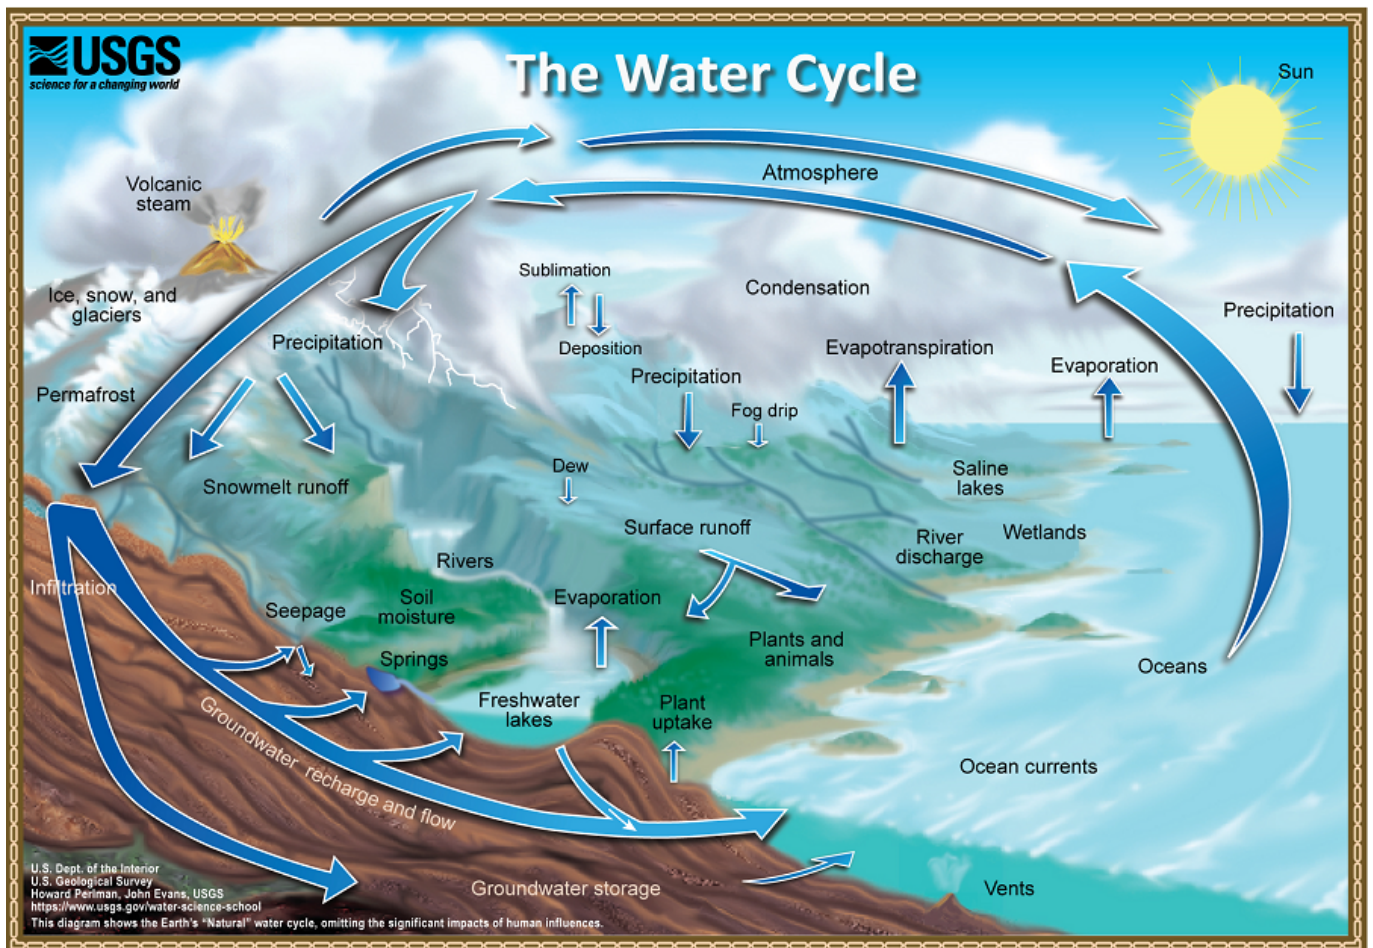 USGS
science for a changing world
The Water Cycle
Sun
Atmosphere
Volcanic
steam
Sublimation
Condensation
Ice, snow, and
glaciers
Precipitation
Precipitation
Deposition
Evapotranspiration
Evaporation
Precipitation
Permafrost
Fog drip
Dew
Saline
lakes
Snowmelt runoff
Surface runoff
River
discharge
Wetlands
Rivers
Infiltration
Evaporation
Soil
moisture
Seepage
Plants and
animals
Springs
Oceans
Freshwater
lakes
Plant
uptake
Groundwater recharge and flow
Ocean currents
Groundwater storage
Vents
U.S. Dept. of the Interior
U.S. Geological Survey
Howard Perlman, John Evans, USGS
https://www.usgs.gov/water-science-school
This diagram shows the Earth's "Natural" water cycle, omitting the significant impacts of human influences.